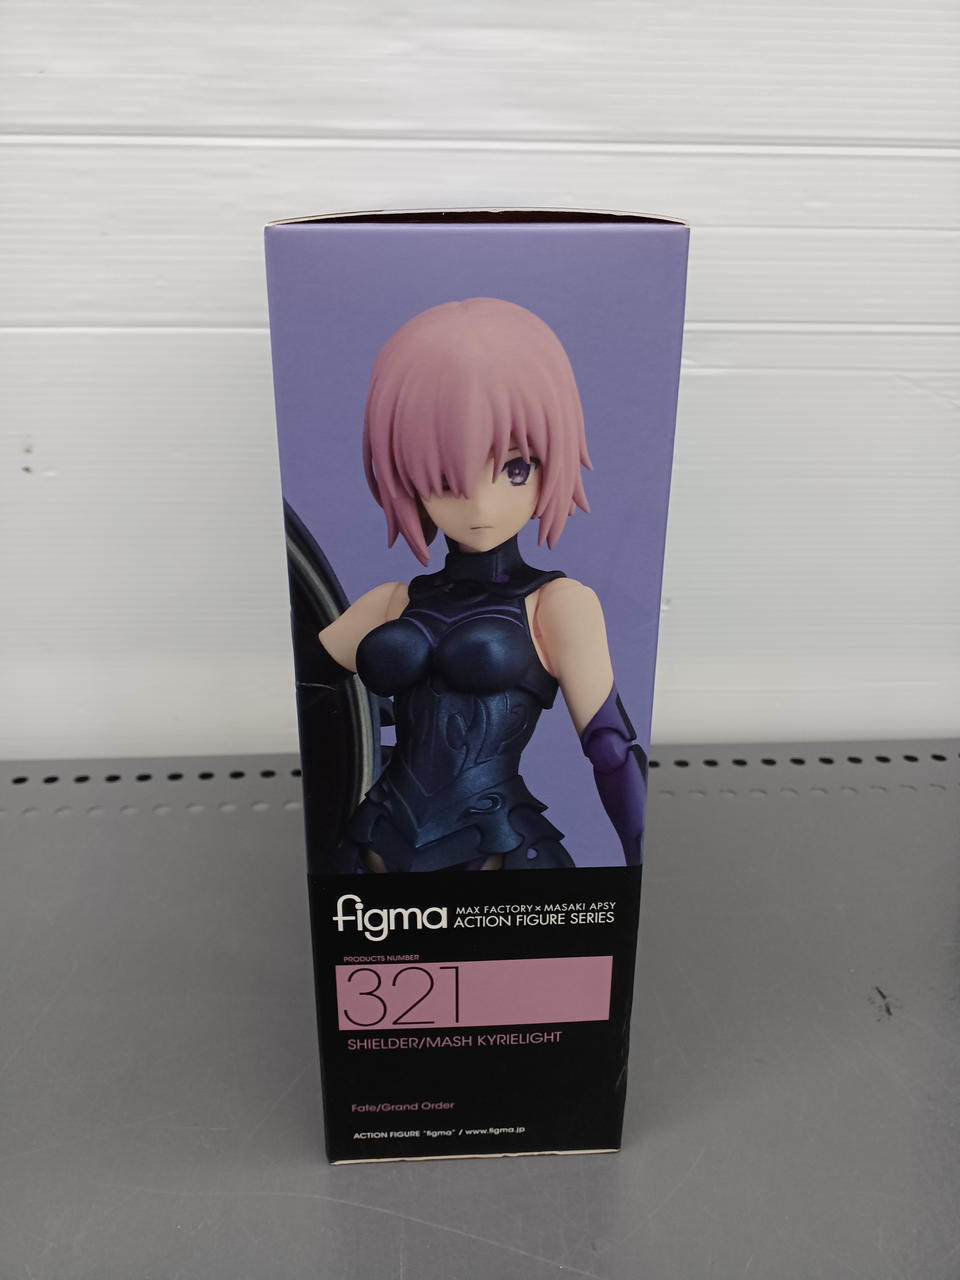 figma
MAX FACTORY × MASAKI APSY
ACTION FIGURE SERIES
PRODUCTS NUMBER
321
SHIELDER/MASH KYRIELIGHT
Fate/Grand Order
ACTION FIGURE "figma" / www.figma.jp